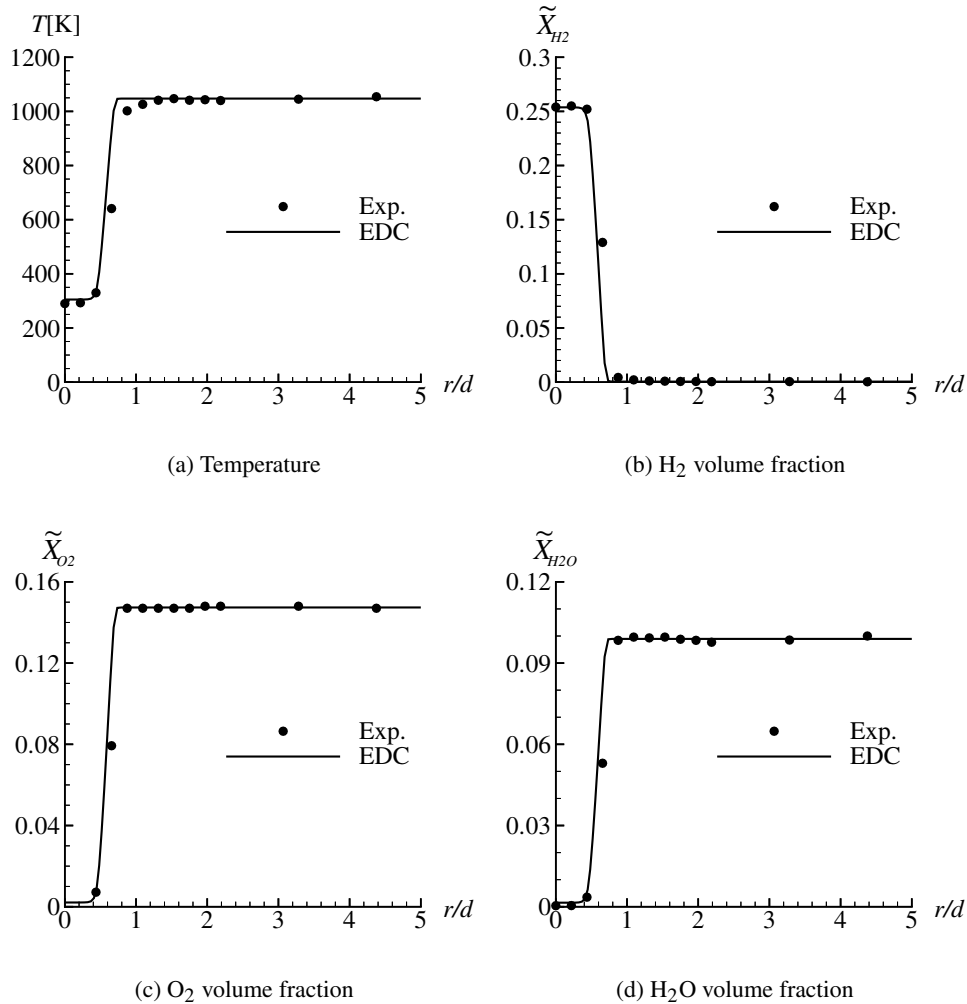 T[K]
1200
1000
800
600
400
200
0
0 1 2 3 4 5 r/d
Exp.
EDC
(a) Temperature
X̃H2
0.3
0.25
0.2
0.15
0.1
0.05
0
0 1 2 3 4 5 r/d
Exp.
EDC
(b) H2 volume fraction
X̃O2
0.16
0.12
0.08
0.04
0
0 1 2 3 4 5 r/d
Exp.
EDC
(c) O2 volume fraction
X̃H2O
0.12
0.09
0.06
0.03
0
0 1 2 3 4 5 r/d
Exp.
EDC
(d) H2O volume fraction